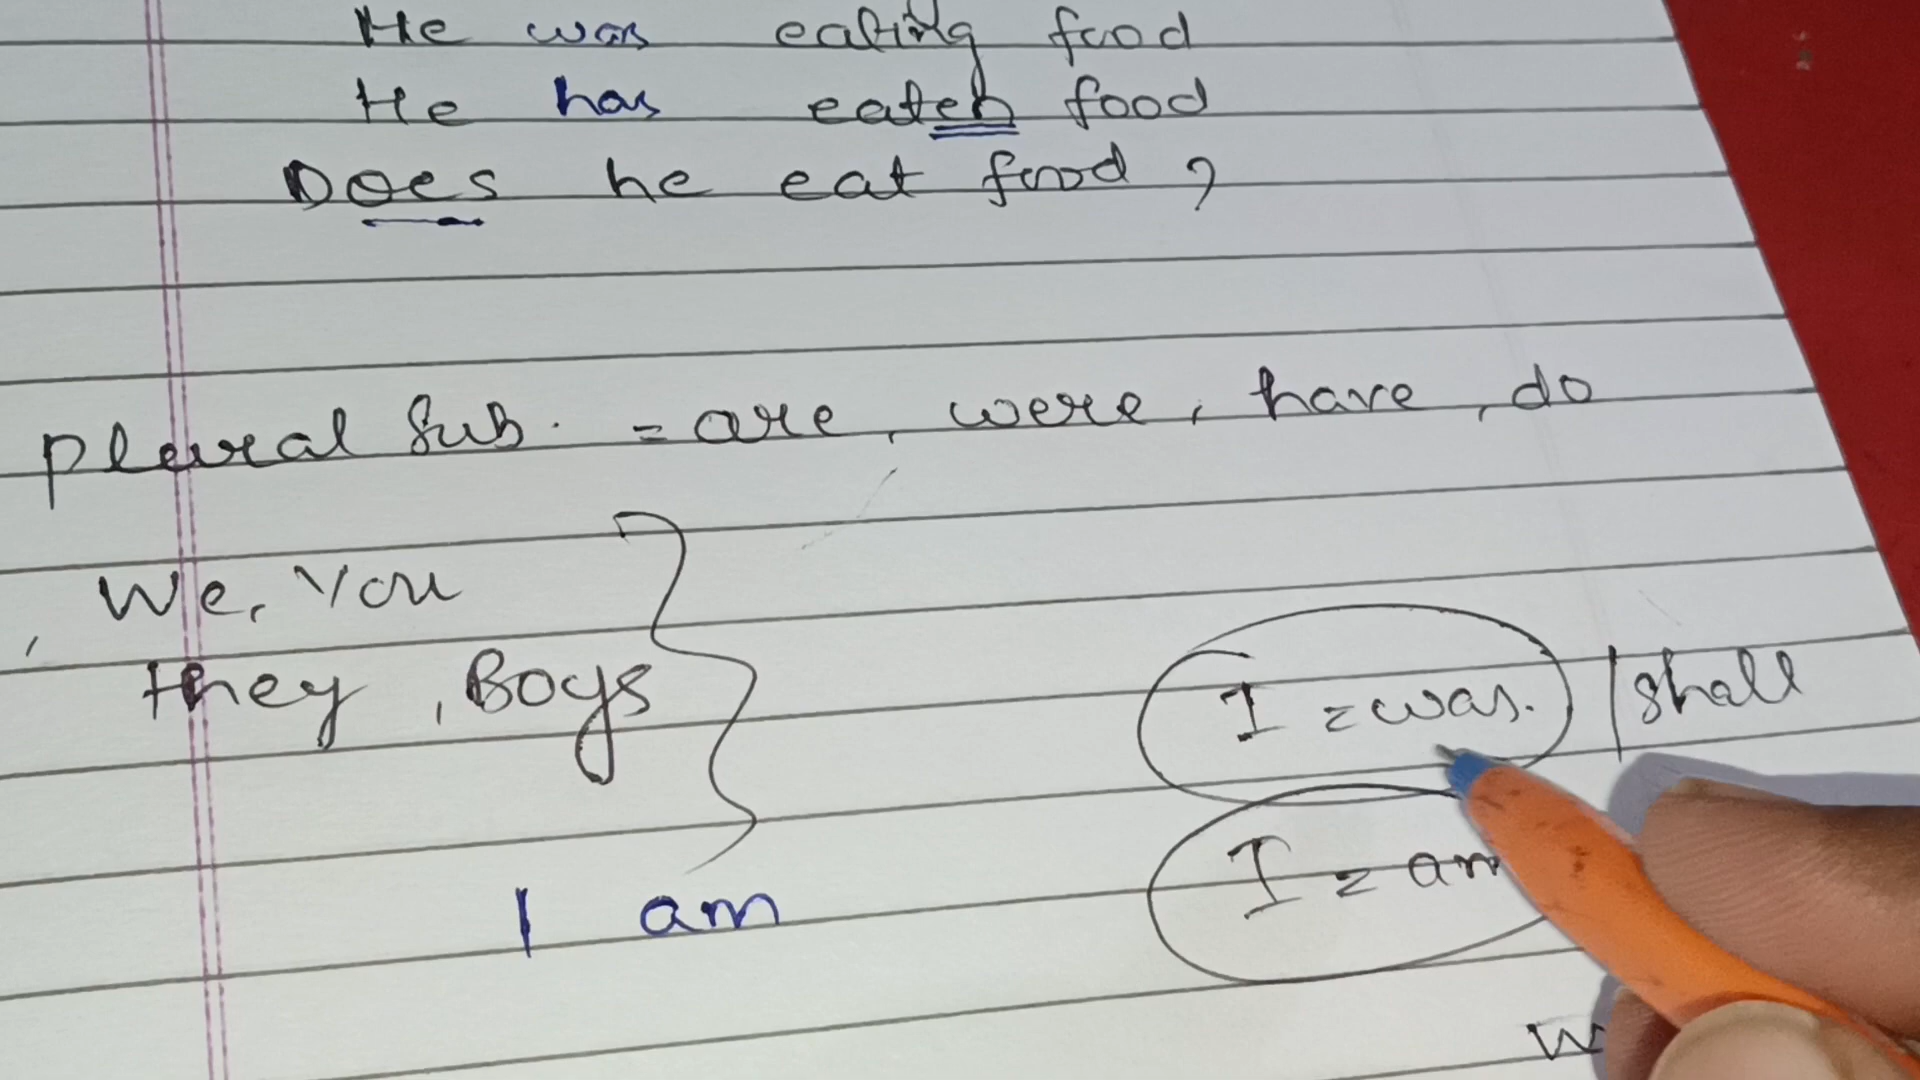 He was eating food
He has eaten food
Does he eat food ?
Plural Sub. = are, were, have, do
, We, You
they, Boys
I = was. / shall
I = am
I am
W